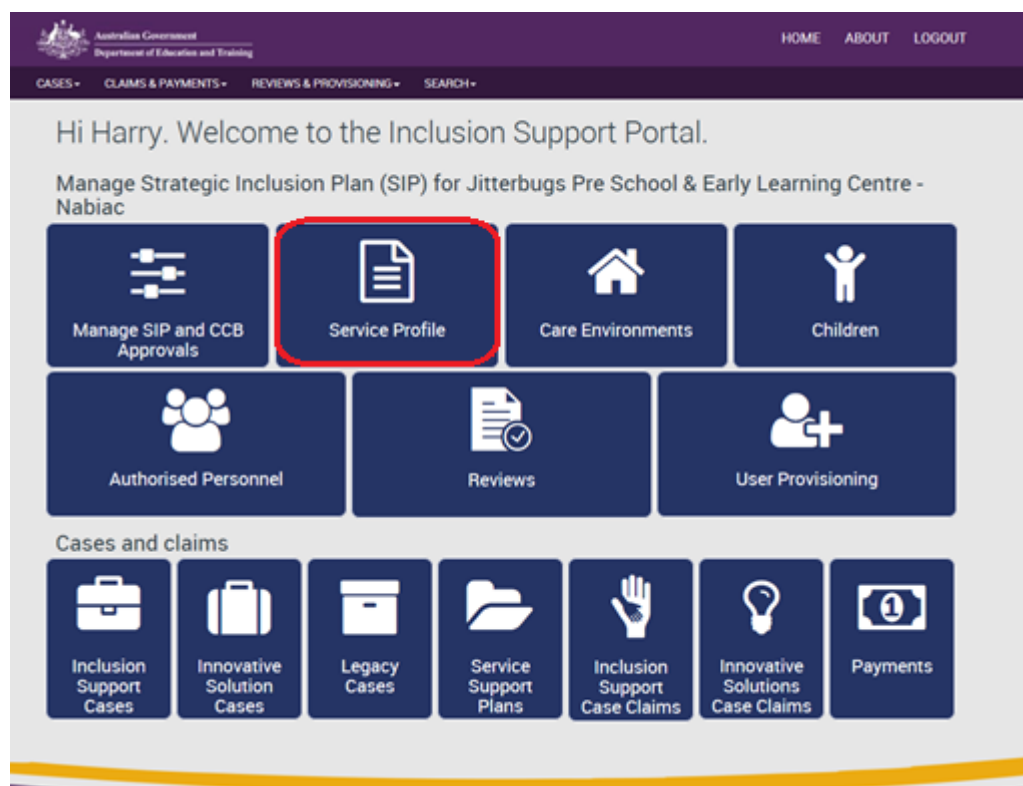 Australian Government
Department of Education and Training
HOME ABOUT LOGOUT
CASES CLAIMS & PAYMENTS REVIEWS & PROVISIONING SEARCH
Hi Harry. Welcome to the Inclusion Support Portal.
Manage Strategic Inclusion Plan (SIP) for Jitterbugs Pre School & Early Learning Centre -
Nabiac
Manage SIP and CCB
Approvals
Service Profile
Care Environments
Children
Authorised Personnel
Reviews
User Provisioning
Cases and claims
Inclusion
Support
Cases
Innovative
Solution
Cases
Legacy
Cases
Service
Support
Plans
Inclusion
Support
Case Claims
Innovative
Solutions
Case Claims
1
Payments